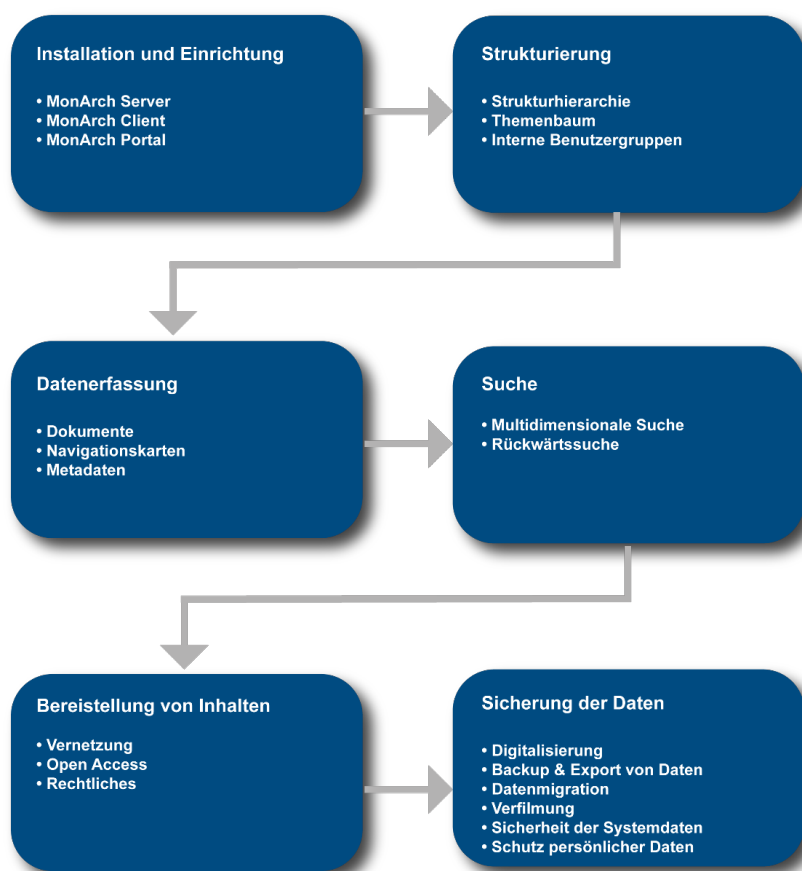 Installation und Einrichtung
• MonArch Server
• MonArch Client
• MonArch Portal
Strukturierung
• Strukturhierarchie
• Themenbaum
• Interne Benutzergruppen
Datenerfassung
• Dokumente
• Navigationskarten
• Metadaten
Suche
• Multidimensionale Suche
• Rückwärtssuche
Bereistellung von Inhalten
• Vernetzung
• Open Access
• Rechtliches
Sicherung der Daten
• Digitalisierung
• Backup & Export von Daten
• Datenmigration
• Verfilmung
• Sicherheit der Systemdaten
• Schutz persönlicher Daten